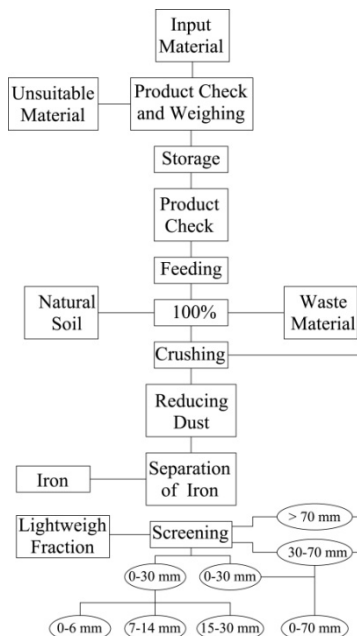 Input
Material
Unsuitable
Material
Product Check
and Weighing
Storage
Product
Check
Feeding
Natural
Soil
100%
Waste
Material
Crushing
Reducing
Dust
Iron
Separation
of Iron
> 70 mm
Lightweigh
Fraction
Screening
30-70 mm
0-30 mm
0-30 mm
0-6 mm
7-14 mm
15-30 mm
0-70 mm